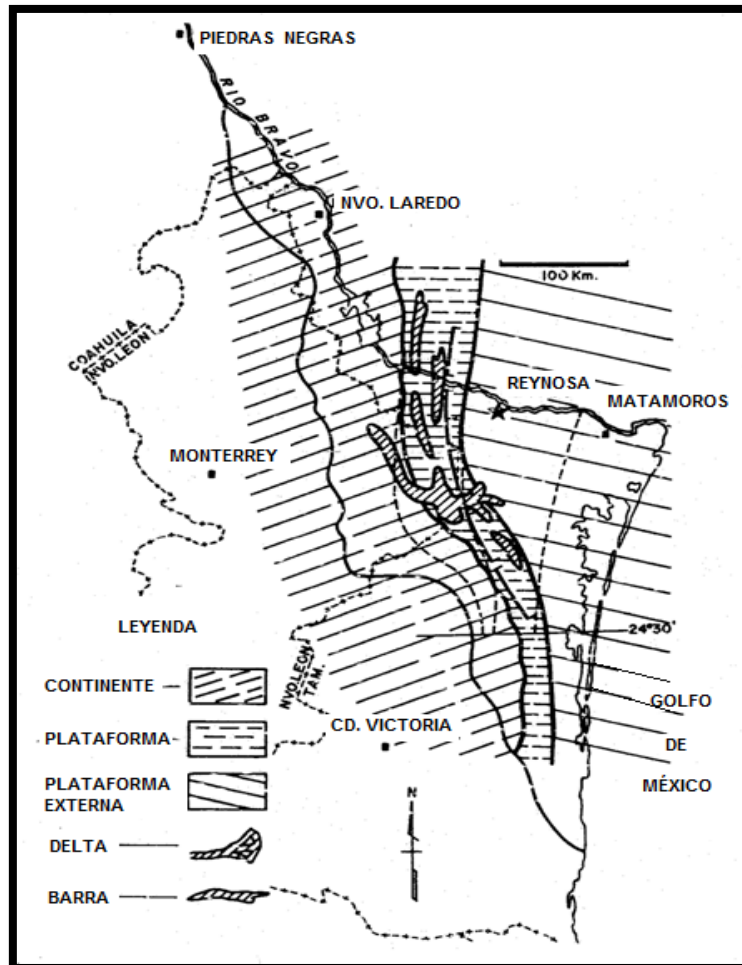 PIEDRAS NEGRAS
RIO BRAVO
NVO. LAREDO
100 Km.
COAHUILA
NVO. LEON
REYNOSA
MATAMOROS
MONTERREY
LEYENDA
24°30'
NVO. LEON
TAM.
CONTINENTE
GOLFO
CD. VICTORIA
PLATAFORMA
DE
PLATAFORMA
EXTERNA
MÉXICO
N
DELTA
BARRA